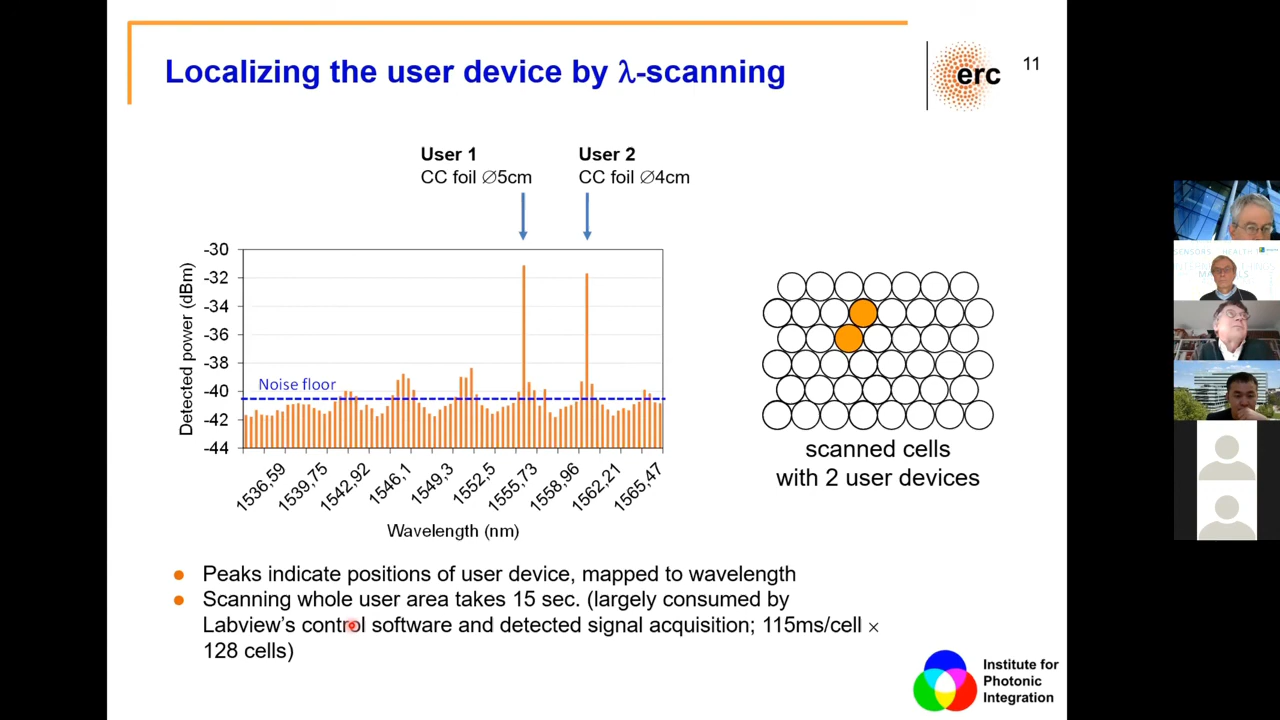 Localizing the user device by λ-scanning
erc
11
User 1
CC foil ∅5cm
User 2
CC foil ∅4cm
Detected power (dBm)
-30
-32
-34
-36
-38
-40
-42
-44
Noise floor
1536,59
1539,75
1542,92
1546,1
1549,3
1552,5
1555,73
1558,96
1562,21
1565,47
Wavelength (nm)
scanned cells
with 2 user devices
Peaks indicate positions of user device, mapped to wavelength
Scanning whole user area takes 15 sec. (largely consumed by
Labview's control software and detected signal acquisition; 115ms/cell ×
128 cells)
Institute for
Photonic
Integration